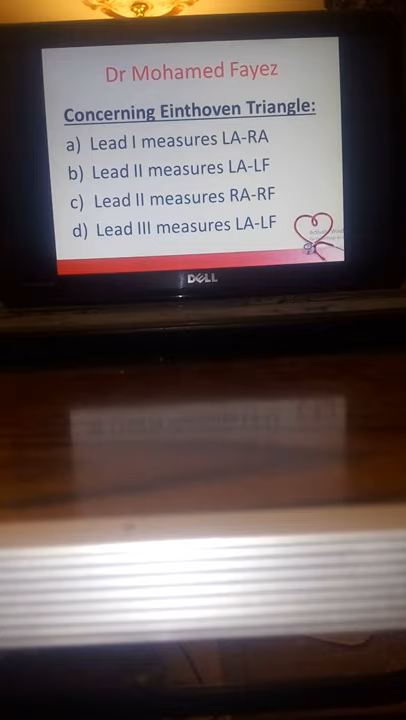 Dr Mohamed Fayez
Concerning Einthoven Triangle:
a) Lead I measures LA-RA
b) Lead II measures LA-LF
c) Lead II measures RA-RF
d) Lead III measures LA-LF
DELL